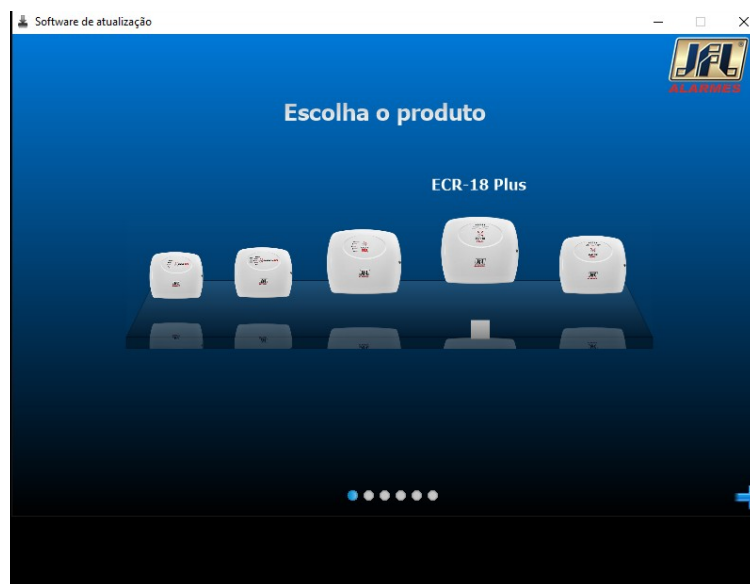 Software de atualização
JFL
ALARMES
Escolha o produto
ECR-18 Plus